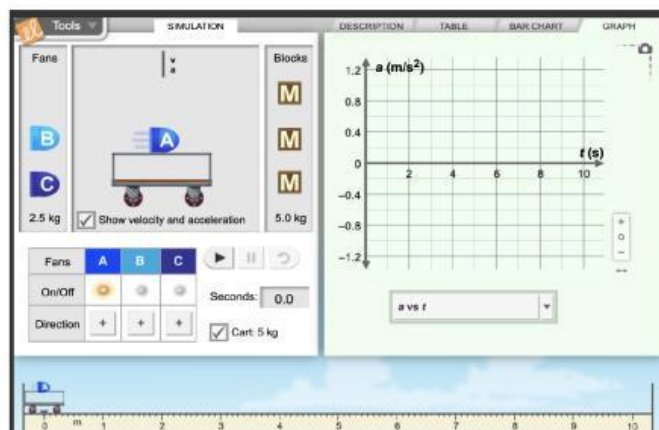 Tools SIMULATION DESCRIPTION TABLE BAR CHART GRAPH
Fans
B
C
2.5 kg
v
a
A
Show velocity and acceleration
Blocks
M
M
M
5.0 kg
Fans A B C
On/Off
Direction + + +
Seconds: 0.0
Cart: 5 kg
a (m/s²)
1.2
0.8
0.4
0
-0.4
-0.8
-1.2
2 4 6 8 10
t (s)
+
o
−
a vs t
0 m 1 2 3 4 5 6 7 8 9 10